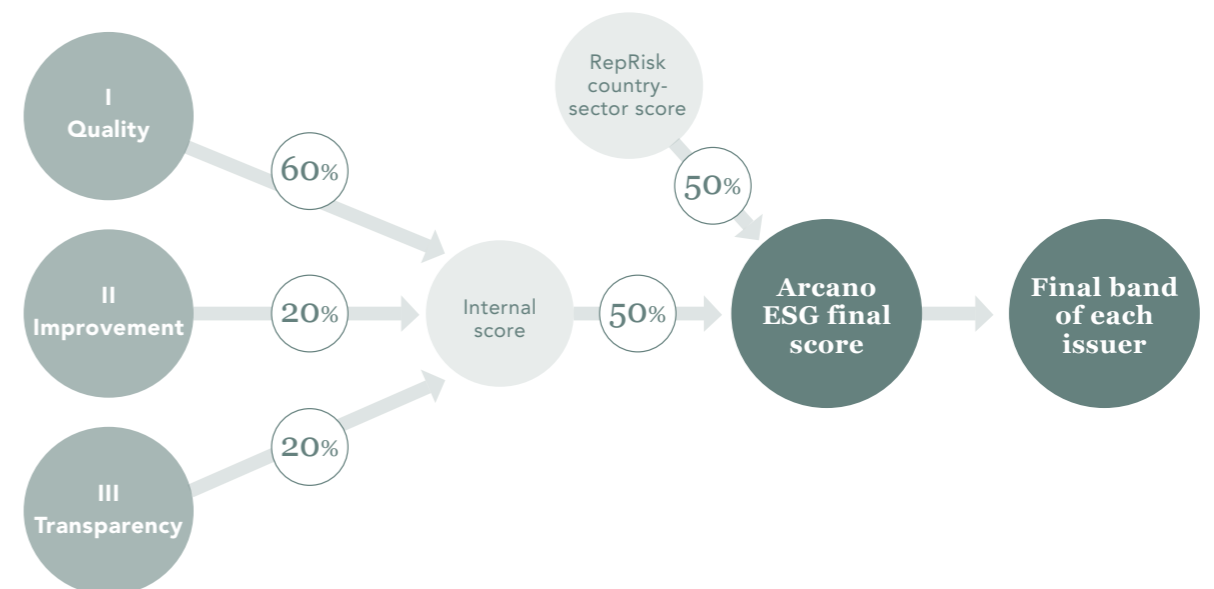 I
Quality
60%
II
Improvement
20%
III
Transparency
20%
Internal
score
50%
RepRisk
country-
sector score
50%
Arcano
ESG final
score
Final band
of each
issuer